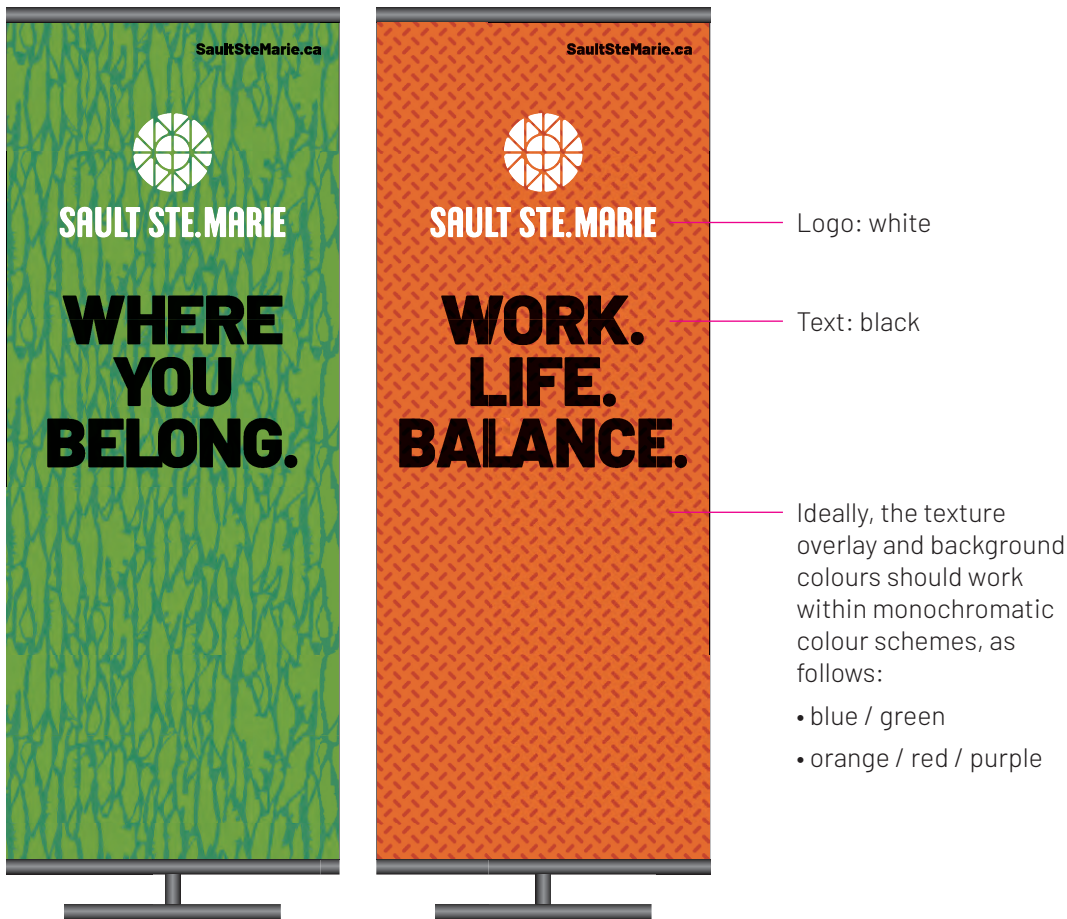 SaultSteMarie.ca
SAULT STE.MARIE
WHERE
YOU
BELONG.
SaultSteMarie.ca
SAULT STE.MARIE
WORK.
LIFE.
BALANCE.
Logo: white
Text: black
Ideally, the texture
overlay and background
colours should work
within monochromatic
colour schemes, as
follows:
• blue / green
• orange / red / purple